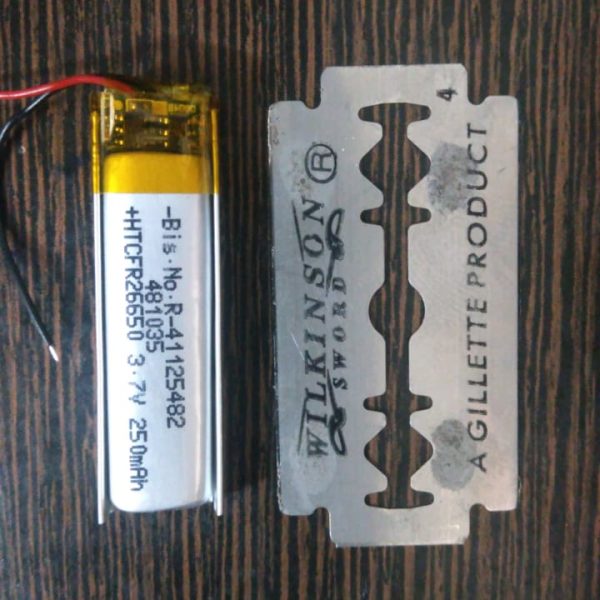 -Bis.No.R-41125482
481035
+HTCFR26650 3.7V 250mAh
WILKINSON ®
SWORD
A GILLETTE PRODUCT
4